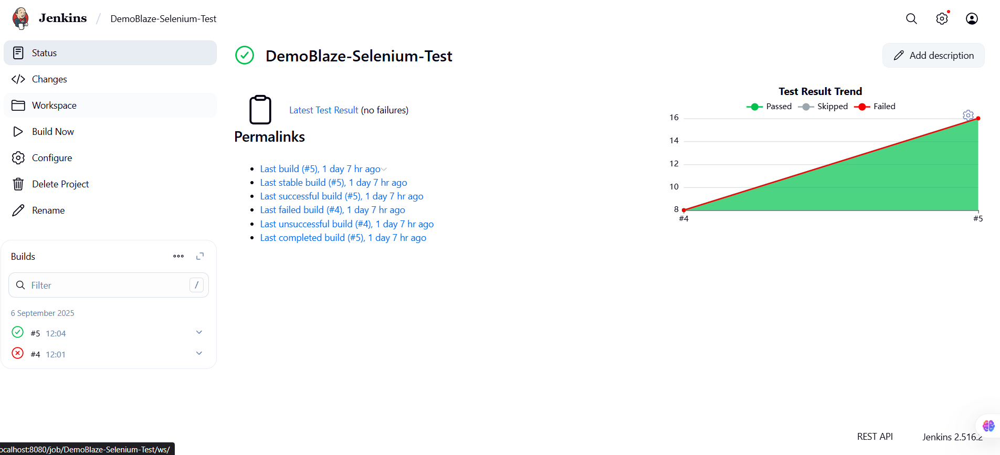 Jenkins / DemoBlaze-Selenium-Test
Status
Changes
Workspace
Build Now
Configure
Delete Project
Rename
Builds
Filter /
6 September 2025
#5 12:04
#4 12:01
DemoBlaze-Selenium-Test
Add description
Latest Test Result (no failures)
Permalinks
Last build (#5), 1 day 7 hr ago
Last stable build (#5), 1 day 7 hr ago
Last successful build (#5), 1 day 7 hr ago
Last failed build (#4), 1 day 7 hr ago
Last unsuccessful build (#4), 1 day 7 hr ago
Last completed build (#5), 1 day 7 hr ago
Test Result Trend
Passed Skipped Failed
16
14
12
10
8
#4 #5
REST API
Jenkins 2.516.2
ocalhost:8080/job/DemoBlaze-Selenium-Test/ws/